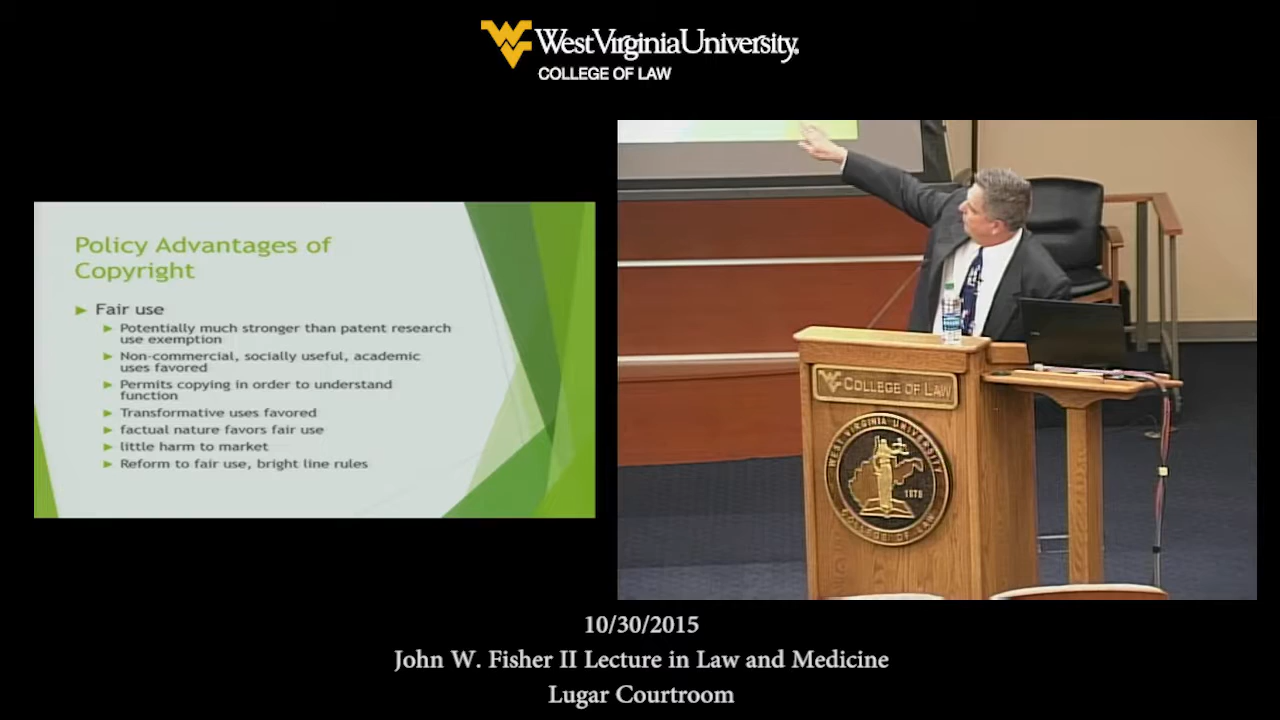 WestVirginiaUniversity.
COLLEGE OF LAW
Policy Advantages of
Copyright
Fair use
Potentially much stronger than patent research
use exemption
Non-commercial, socially useful, academic
uses favored
Permits copying in order to understand
function
Transformative uses favored
factual nature favors fair use
little harm to market
Reform to fair use, bright line rules
COLLEGE OF LAW
WEST VIRGINIA UNIVERSITY
1878
COLLEGE OF LAW
10/30/2015
John W. Fisher II Lecture in Law and Medicine
Lugar Courtroom